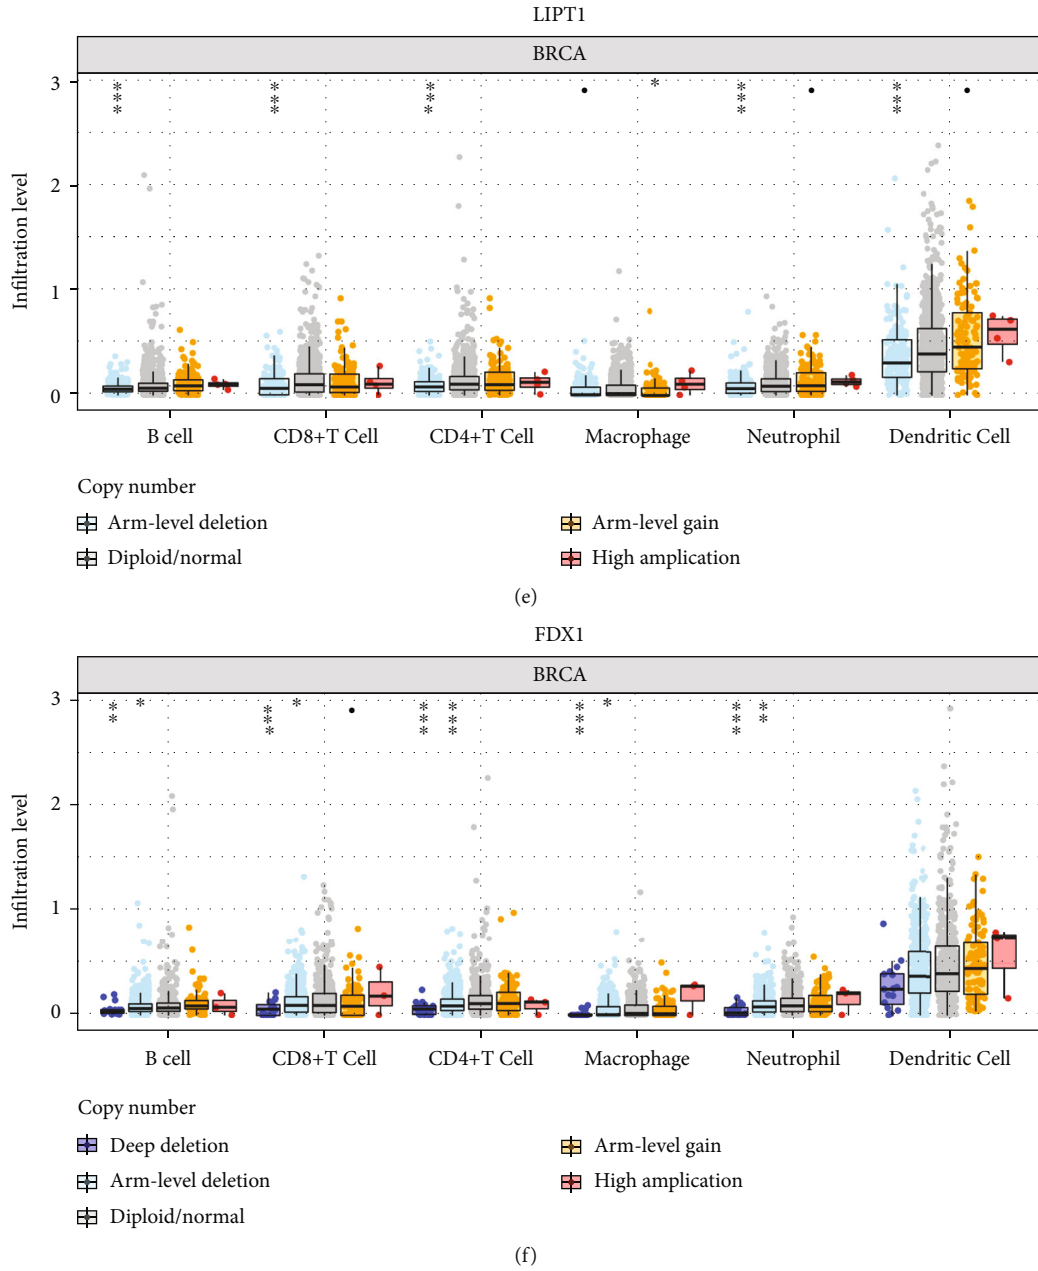 LIPT1
BRCA
*** *** *** • * *** • *** •
Infiltration level
3
2
1
0
B cell CD8+T Cell CD4+T Cell Macrophage Neutrophil Dendritic Cell
Copy number
Arm-level deletion Arm-level gain
Diploid/normal High amplication
(e)
FDX1
BRCA
** * *** * • *** *** *** * *** **
Infiltration level
3
2
1
0
B cell CD8+T Cell CD4+T Cell Macrophage Neutrophil Dendritic Cell
Copy number
Deep deletion Arm-level gain
Arm-level deletion High amplication
Diploid/normal
(f)